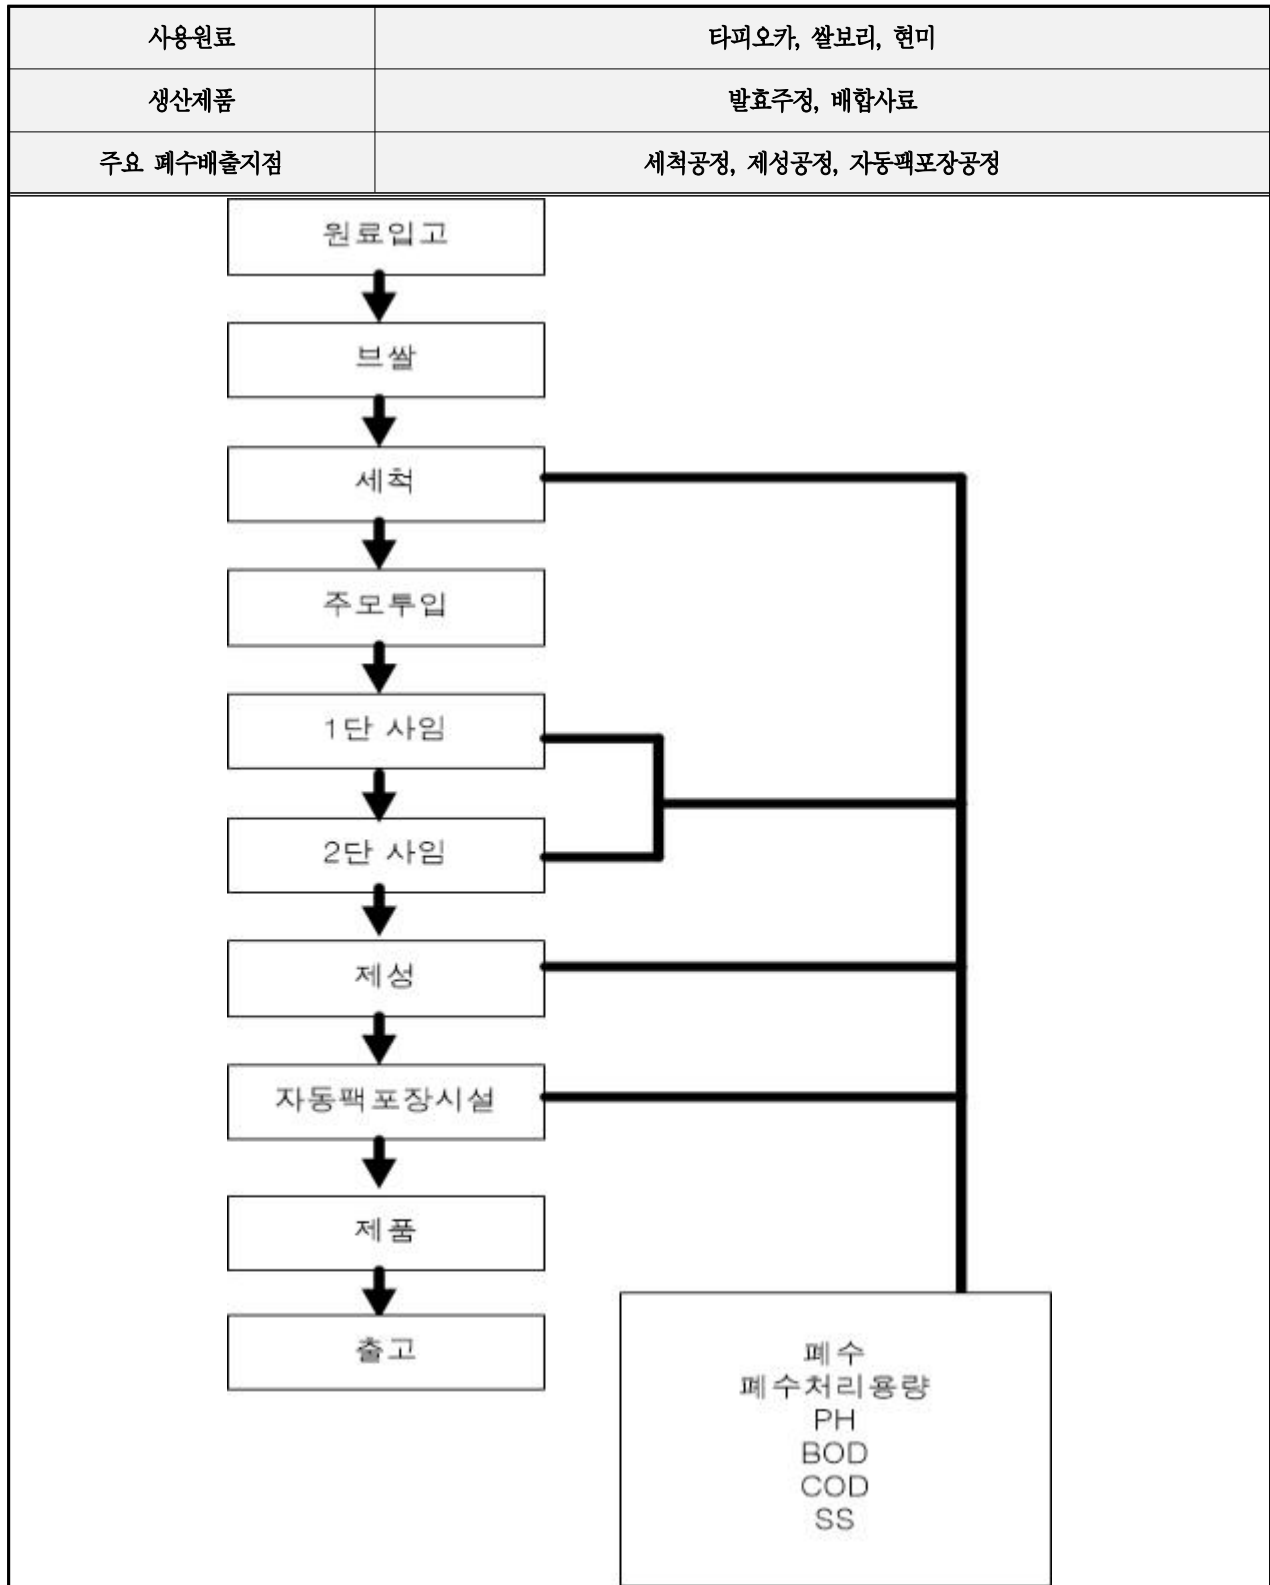 사용원료 타피오카, 쌀보리, 현미
생산제품 발효주정, 배합사료
주요 폐수배출지점 세척공정, 제성공정, 자동팩포장공정
원료입고
브쌀
세척
주모투입
1단 사임
2단 사임
제성
자동팩포장시설
제품
출고
폐수
폐수처리용량
PH
BOD
COD
SS